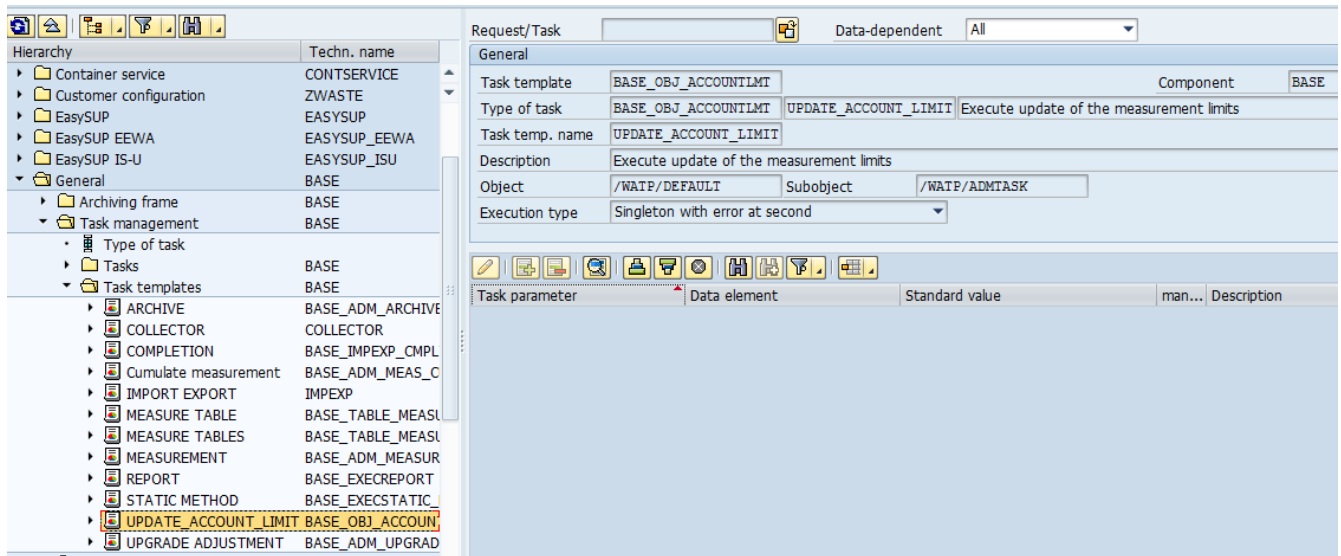 Hierarchy Techn. name
Container service CONTSERVICE
Customer configuration ZWASTE
EasySUP EASYSUP
EasySUP EEWA EASYSUP_EEWA
EasySUP IS-U EASYSUP_ISU
General BASE
Archiving frame BASE
Task management BASE
Type of task
Tasks BASE
Task templates BASE
ARCHIVE BASE_ADM_ARCHIVE
COLLECTOR COLLECTOR
COMPLETION BASE_IMPEXP_CMPL
Cumulate measurement BASE_ADM_MEAS_C
IMPORT EXPORT IMPEXP
MEASURE TABLE BASE_TABLE_MEASU
MEASURE TABLES BASE_TABLE_MEASU
MEASUREMENT BASE_ADM_MEASUR
REPORT BASE_EXECREPORT
STATIC METHOD BASE_EXECSTATIC_
UPDATE_ACCOUNT_LIMIT BASE_OBJ_ACCOUNT
UPGRADE ADJUSTMENT BASE_ADM_UPGRAD
Request/Task Data-dependent All
General
Task template BASE_OBJ_ACCOUNTLMT Component BASE
Type of task BASE_OBJ_ACCOUNTLMT UPDATE_ACCOUNT_LIMIT Execute update of the measurement limits
Task temp. name UPDATE_ACCOUNT_LIMIT
Description Execute update of the measurement limits
Object /WATP/DEFAULT Subobject /WATP/ADMTASK
Execution type Singleton with error at second
Task parameter Data element Standard value man... Description